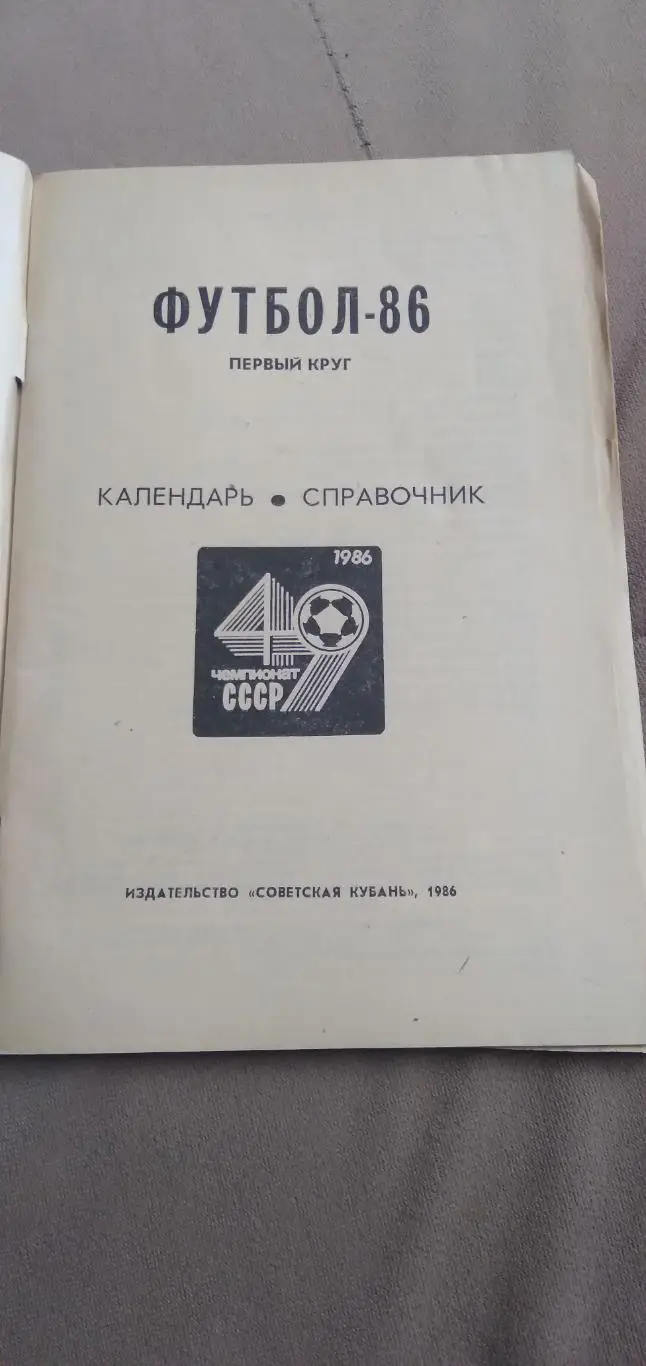 ФУТБОЛ-86
ПЕРВЫЙ КРУГ
КАЛЕНДАРЬ • СПРАВОЧНИК
1986
49
чемпионат
СССР
ИЗДАТЕЛЬСТВО «СОВЕТСКАЯ КУБАНЬ», 1986